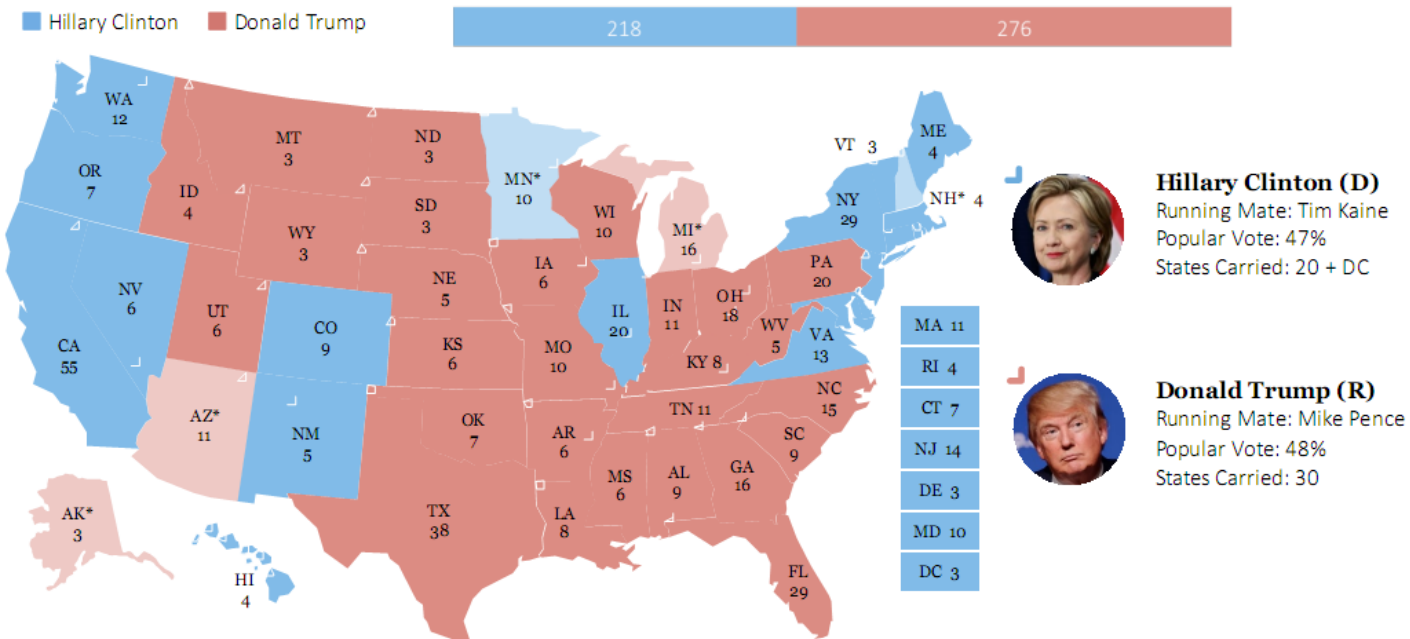 Hillary Clinton
Donald Trump
218
276
WA
12
MT
3
ND
3
MN*
10
VT 3
ME
4
OR
7
ID
4
SD
3
WI
10
MI*
16
NY
29
NH* 4
WY
3
IA
6
PA
20
NE
5
NV
6
UT
6
CO
9
IL
20
IN
11
OH
18
WV
5
VA
13
CA
55
KS
6
MO
10
KY 8
NC
15
AZ*
11
NM
5
OK
7
AR
6
TN 11
SC
9
MS
6
AL
9
GA
16
TX
38
LA
8
AK*
3
HI
4
FL
29
MA 11
RI 4
CT 7
NJ 14
DE 3
MD 10
DC 3
Hillary Clinton (D)
Running Mate: Tim Kaine
Popular Vote: 47%
States Carried: 20 + DC
Donald Trump (R)
Running Mate: Mike Pence
Popular Vote: 48%
States Carried: 30